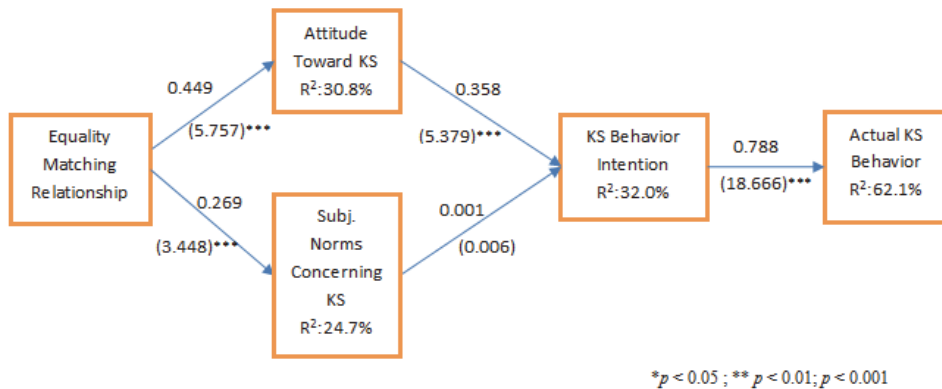 Attitude
Toward KS
R²:30.8%
0.449
(5.757)***
0.358
(5.379)***
Equality
Matching
Relationship
KS Behavior
Intention
R²:32.0%
0.788
(18.666)***
Actual KS
Behavior
R²:62.1%
0.269
(3.448)***
Subj.
Norms
Concerning
KS
R²:24.7%
0.001
(0.006)
*p < 0.05 ; ** p < 0.01; p < 0.001